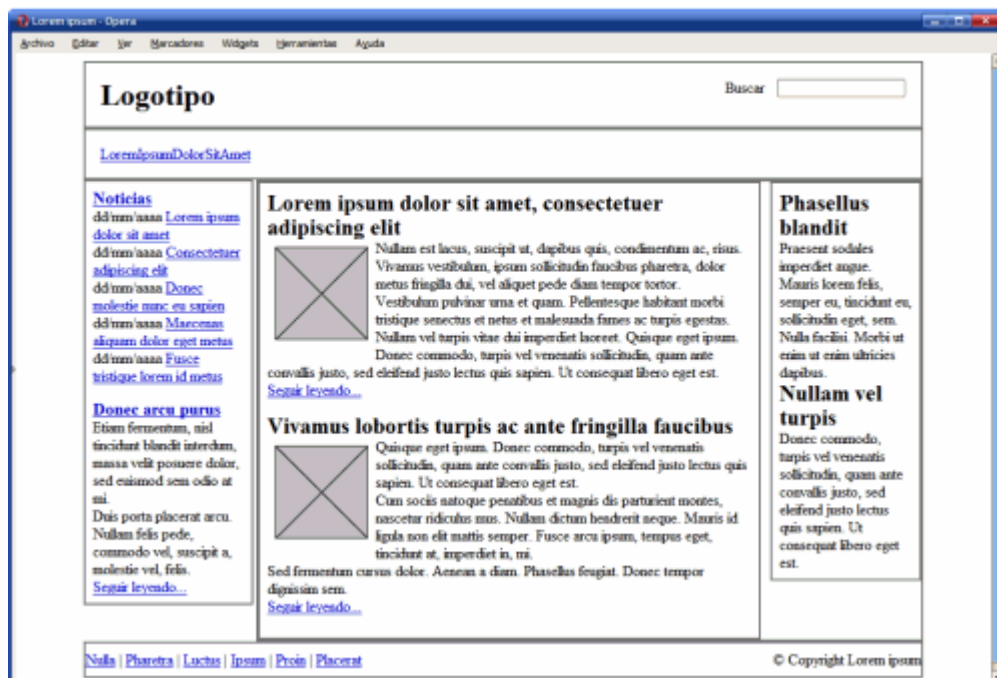 Lorem ipsum - Opera
Archivo Editar Ver Marcadores Widgets Herramientas Ayuda
Logotipo
Buscar
LoremIpsumDolorSitAmet
Noticias
dd/mm/aaaa Lorem ipsum
dolor sit amet
dd/mm/aaaa Consectetuer
adipiscing elit
dd/mm/aaaa Donec
molestie nunc eu sapien
dd/mm/aaaa Maecenas
aliquam dolor eget metus
dd/mm/aaaa Fusce
tristique lorem id metus
Donec arcu purus
Etiam fermentum, nisl
tincidunt blandit interdum,
massa velit posuere dolor,
sed euismod sem odio at
mi.
Duis porta placerat arcu.
Nullam felis pede,
commodo vel, suscipit a,
molestie vel, felis.
Seguir leyendo...
Lorem ipsum dolor sit amet, consectetuer
adipiscing elit
Nullam est lacus, suscipit ut, dapibus quis, condimentum ac, risus.
Vivamus vestibulum, ipsum sollicitudin faucibus pharetra, dolor
metus fringilla dui, vel aliquet pede diam tempor tortor.
Vestibulum pulvinar urna et quam. Pellentesque habitant morbi
tristique senectus et netus et malesuada fames ac turpis egestas.
Nullam vel turpis vitae dui imperdiet laoreet. Quisque eget ipsum.
Donec commodo, turpis vel venenatis sollicitudin, quam ante
convallis justo, sed eleifend justo lectus quis sapien. Ut consequat libero eget est.
Seguir leyendo...
Vivamus lobortis turpis ac ante fringilla faucibus
Quisque eget ipsum. Donec commodo, turpis vel venenatis
sollicitudin, quam ante convallis justo, sed eleifend justo lectus quis
sapien. Ut consequat libero eget est.
Cum sociis natoque penatibus et magnis dis parturient montes,
nascetur ridiculus mus. Nullam dictum hendrerit neque. Mauris id
ligula non elit mattis semper. Fusce arcu ipsum, tempus eget,
tincidunt at, imperdiet in, mi.
Sed fermentum cursus dolor. Aenean a diam. Phasellus feugiat. Donec tempor
dignissim sem.
Seguir leyendo...
Phasellus
blandit
Praesent sodales
imperdiet augue.
Mauris lorem felis,
semper eu, tincidunt eu,
sollicitudin eget, sem.
Nulla facilisi. Morbi ut
enim ut enim ultricies
dapibus.
Nullam vel
turpis
Donec commodo,
turpis vel venenatis
sollicitudin, quam ante
convallis justo, sed
eleifend justo lectus
quis sapien. Ut
consequat libero eget
est.
Nulla | Pharetra | Luctus | Ipsum | Proin | Placerat
© Copyright Lorem ipsum